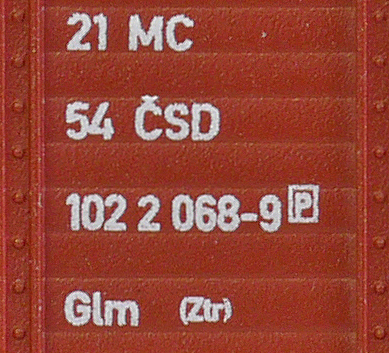 21 MC
54 ČSD
102 2 068-9 P
Glm (Ztr)